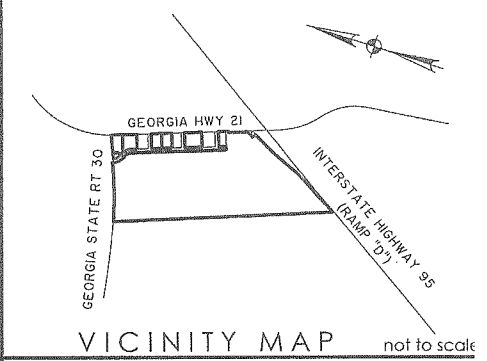 GEORGIA HWY 21
GEORGIA STATE RT 30
INTERSTATE HIGHWAY 95
(RAMP "D")
VICINITY MAP
not to scale